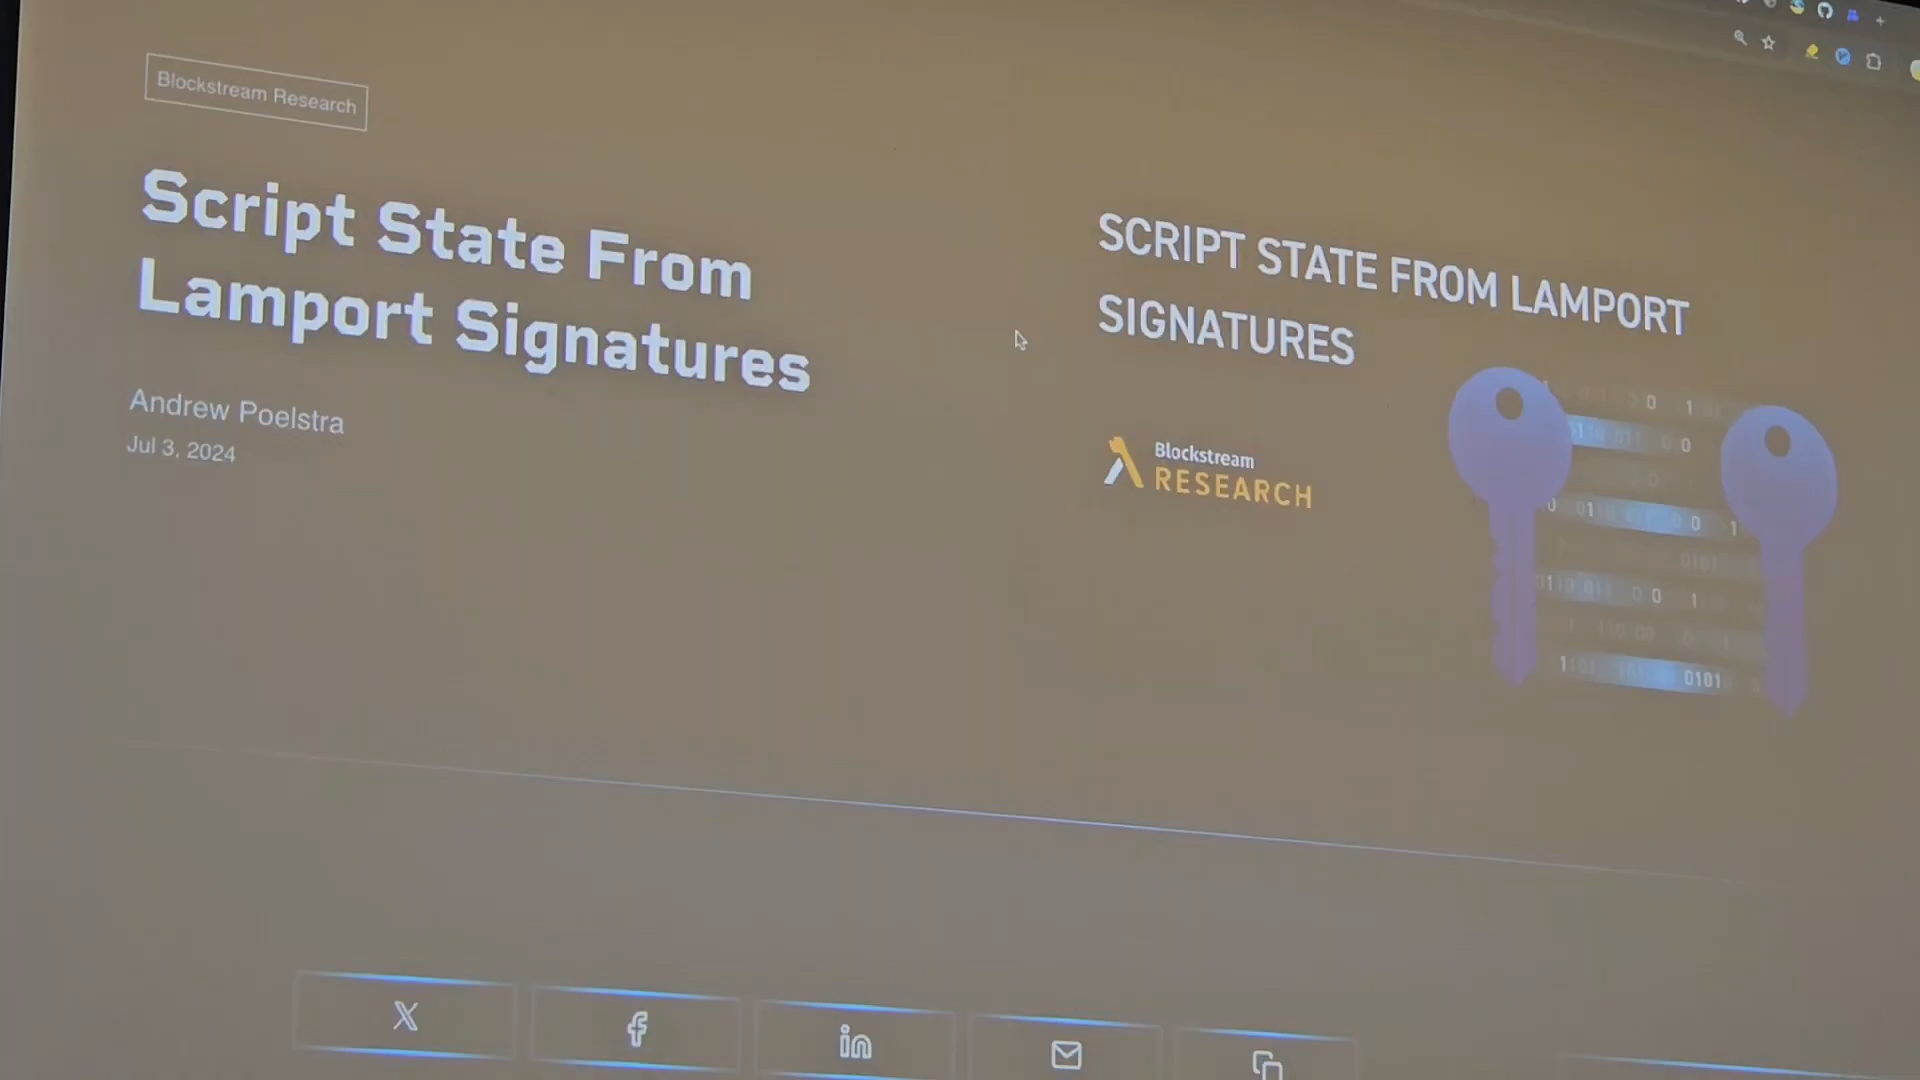 Blockstream Research
Script State From
Lamport Signatures
Andrew Poelstra
Jul 3, 2024
SCRIPT STATE FROM LAMPORT
SIGNATURES
Blockstream
RESEARCH
0101